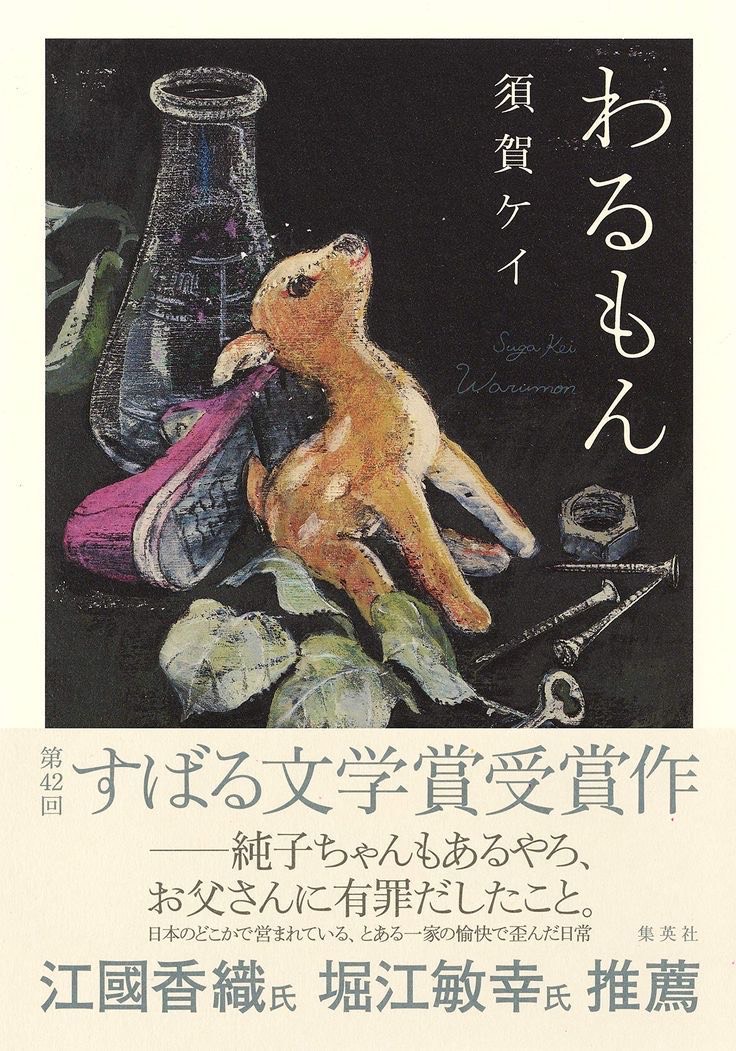 わるもん
須賀ケイ
Suga Kei
Warumon
第42回
すばる文学賞受賞作
──純子ちゃんもあるやろ、
お父さんに有罪だしたこと。
日本のどこかで営まれている、とある一家の愉快で歪んだ日常
集英社
江國香織氏 堀江敏幸氏 推薦